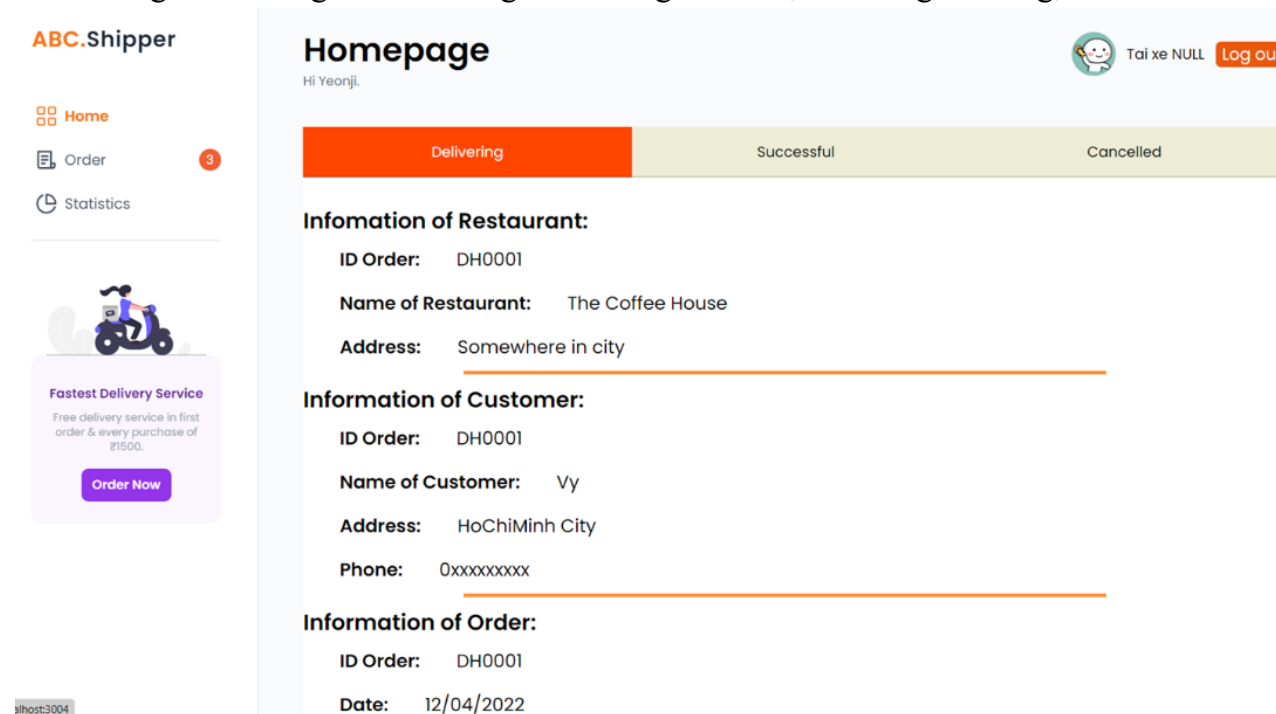 ABC.Shipper
Home
Order 3
Statistics
Fastest Delivery Service
Free delivery service in first
order & every purchase of
₹1500.
Order Now
Homepage
Hi Yeonji.
Tai xe NULL Log ou
Delivering Successful Cancelled
Infomation of Restaurant:
ID Order: DH0001
Name of Restaurant: The Coffee House
Address: Somewhere in city
Information of Customer:
ID Order: DH0001
Name of Customer: Vy
Address: HoChiMinh City
Phone: 0xxxxxxxxx
Information of Order:
ID Order: DH0001
Date: 12/04/2022
alhost:3004